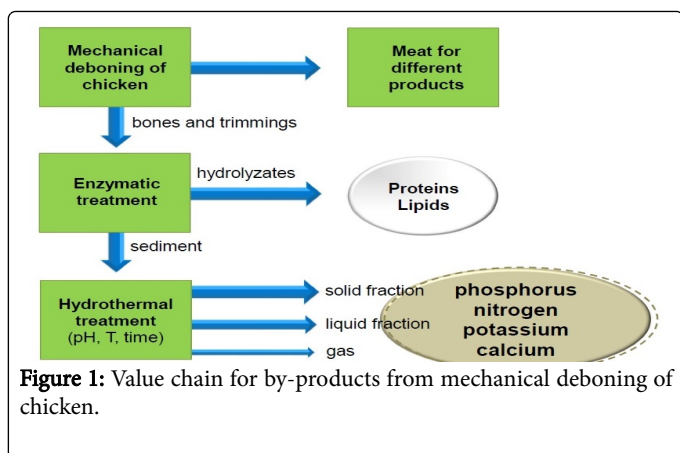 Mechanical
deboning of
chicken
Meat for
different
products
bones and trimmings
Enzymatic
treatment
hydrolyzates
Proteins
Lipids
sediment
Hydrothermal
treatment
(pH, T, time)
solid fraction
liquid fraction
gas
phosphorus
nitrogen
potassium
calcium
Figure 1: Value chain for by-products from mechanical deboning of
chicken.